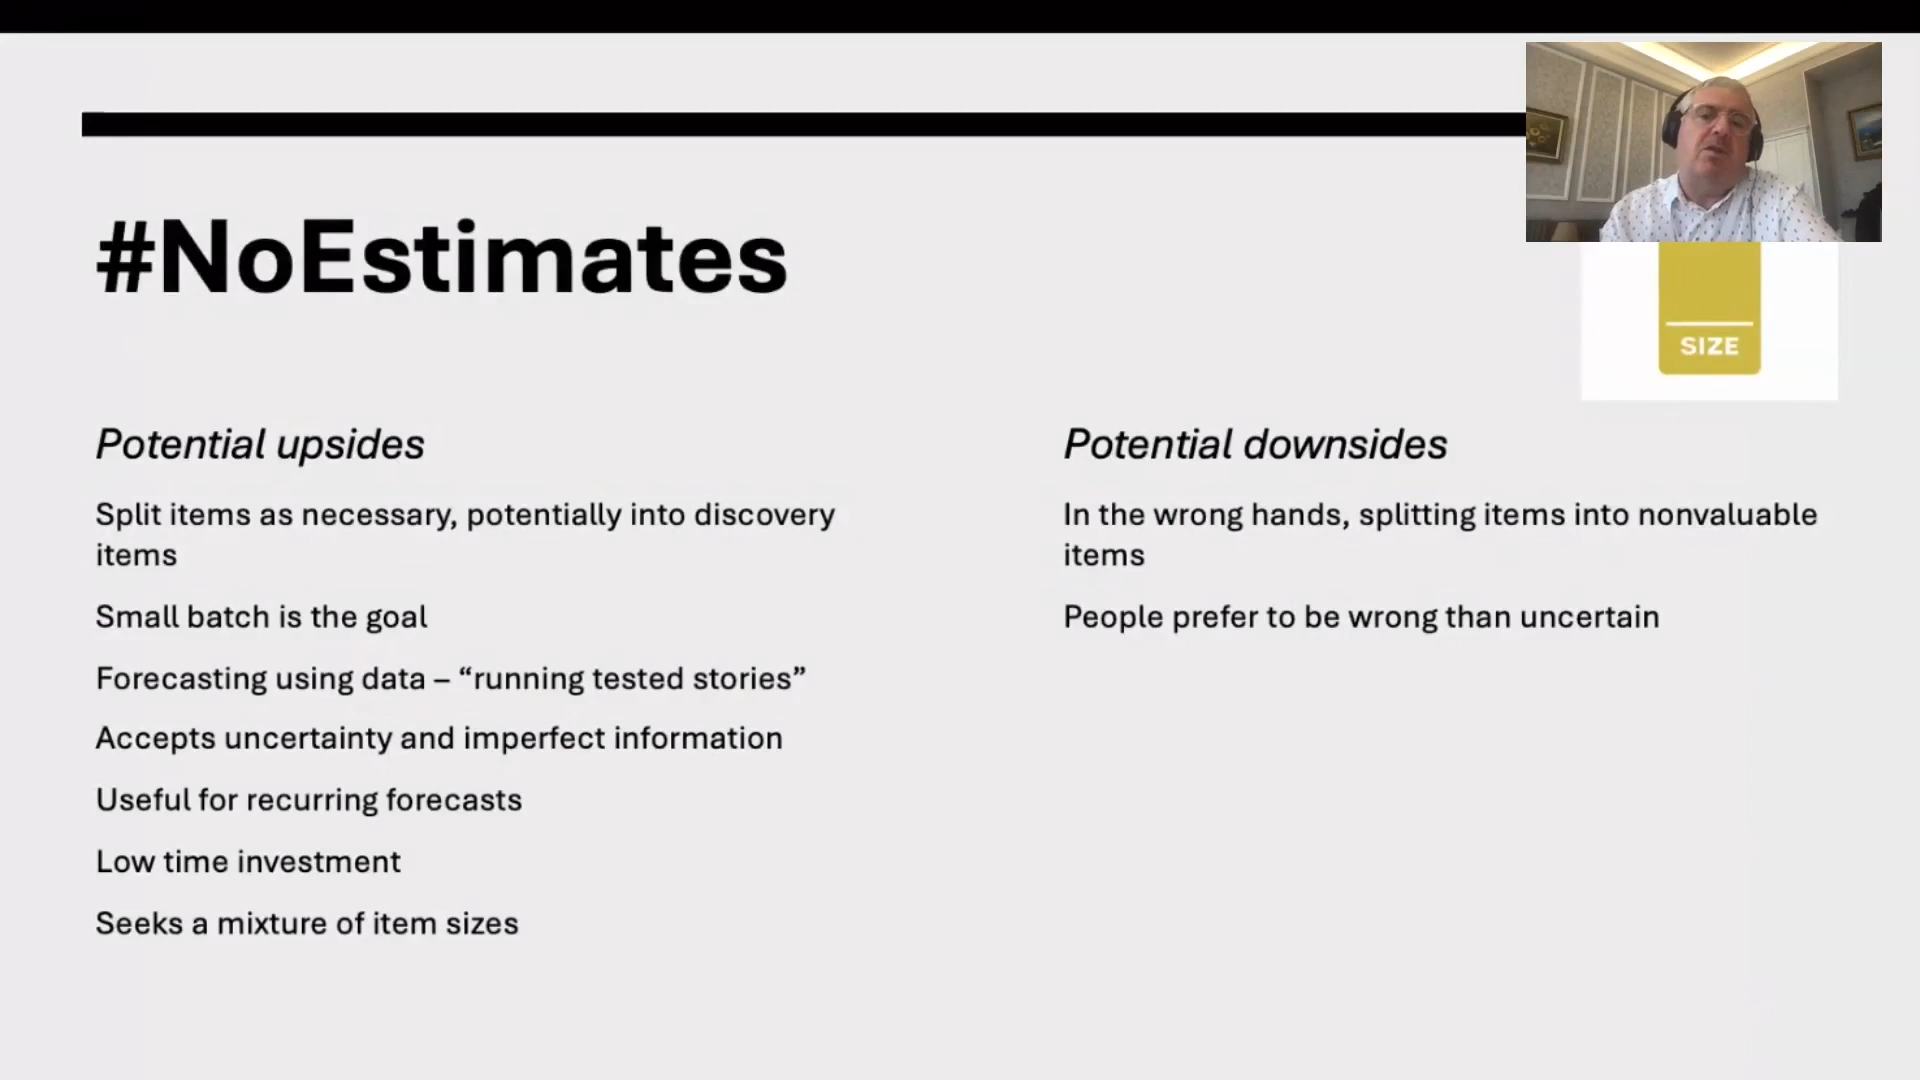 #NoEstimates
SIZE
Potential upsides
Split items as necessary, potentially into discovery
items
Small batch is the goal
Forecasting using data – “running tested stories”
Accepts uncertainty and imperfect information
Useful for recurring forecasts
Low time investment
Seeks a mixture of item sizes
Potential downsides
In the wrong hands, splitting items into nonvaluable
items
People prefer to be wrong than uncertain